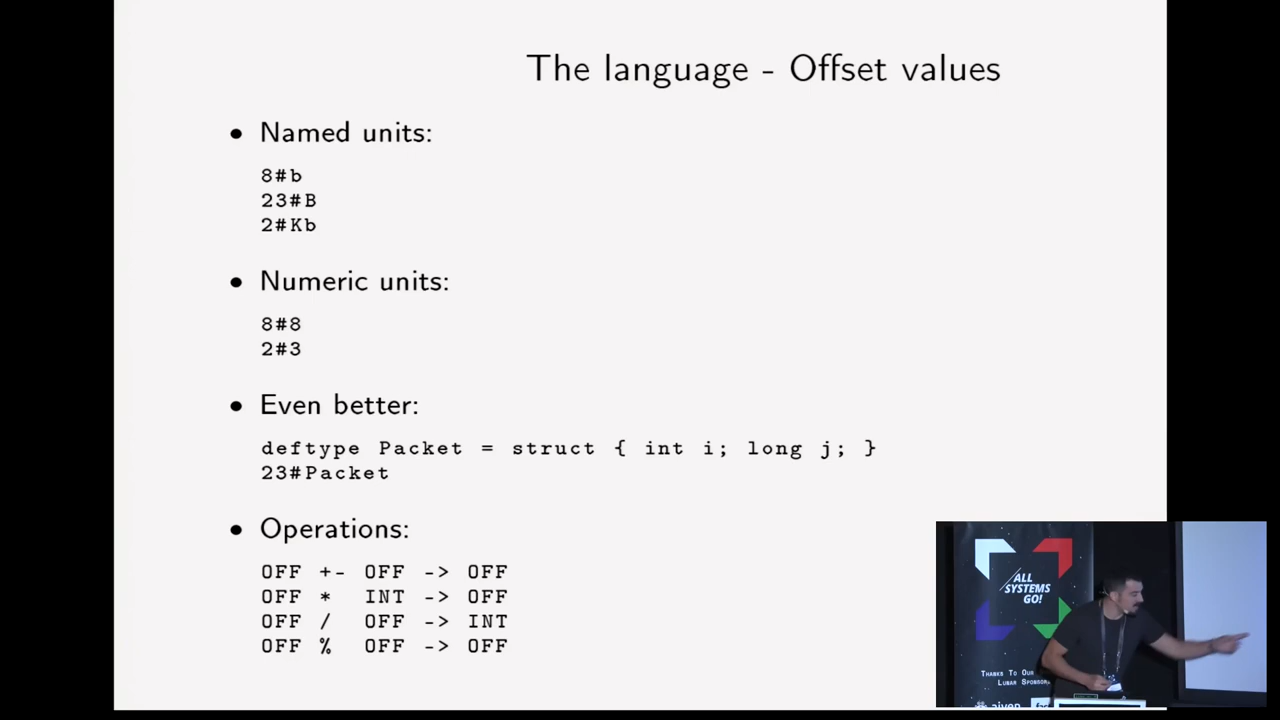 The language - Offset values
• Named units:
8#b
23#B
2#Kb
• Numeric units:
8#8
2#3
• Even better:
deftype Packet = struct { int i; long j; }
23#Packet
• Operations:
OFF +- OFF -> OFF
OFF * INT -> OFF
OFF / OFF -> INT
OFF % OFF -> OFF
ALL
SYSTEMS
GO!
THANKS TO OUR
LUNAR SPONSOR
aiven